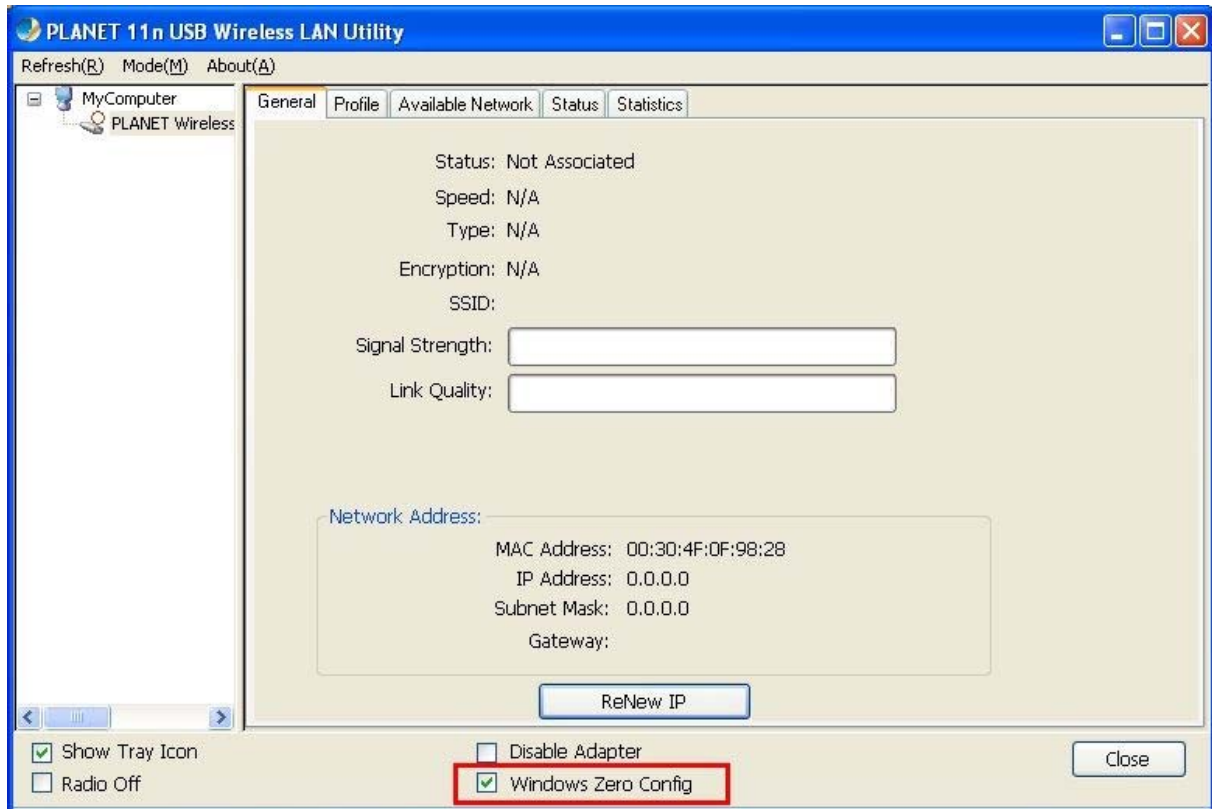 PLANET 11n USB Wireless LAN Utility
Refresh(R) Mode(M) About(A)
MyComputer
PLANET Wireless
General Profile Available Network Status Statistics
Status: Not Associated
Speed: N/A
Type: N/A
Encryption: N/A
SSID:
Signal Strength:
Link Quality:
Network Address:
MAC Address: 00:30:4F:0F:98:28
IP Address: 0.0.0.0
Subnet Mask: 0.0.0.0
Gateway:
ReNew IP
Show Tray Icon
Radio Off
Disable Adapter
Windows Zero Config
Close